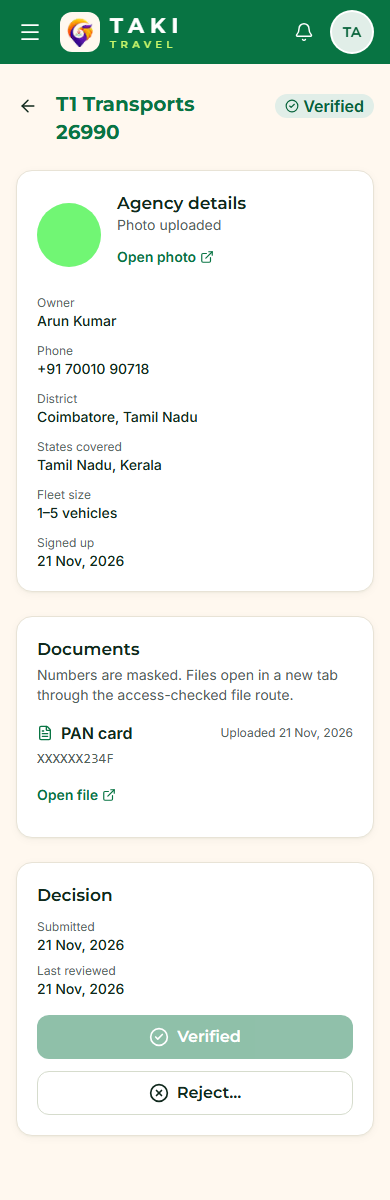 TAKI
TRAVEL
TA
T1 Transports
26990
Verified
Agency details
Photo uploaded
Open photo
Owner
Arun Kumar
Phone
+91 70010 90718
District
Coimbatore, Tamil Nadu
States covered
Tamil Nadu, Kerala
Fleet size
1–5 vehicles
Signed up
21 Nov, 2026
Documents
Numbers are masked. Files open in a new tab
through the access-checked file route.
PAN card
Uploaded 21 Nov, 2026
XXXXXX234F
Open file
Decision
Submitted
21 Nov, 2026
Last reviewed
21 Nov, 2026
Verified
Reject...